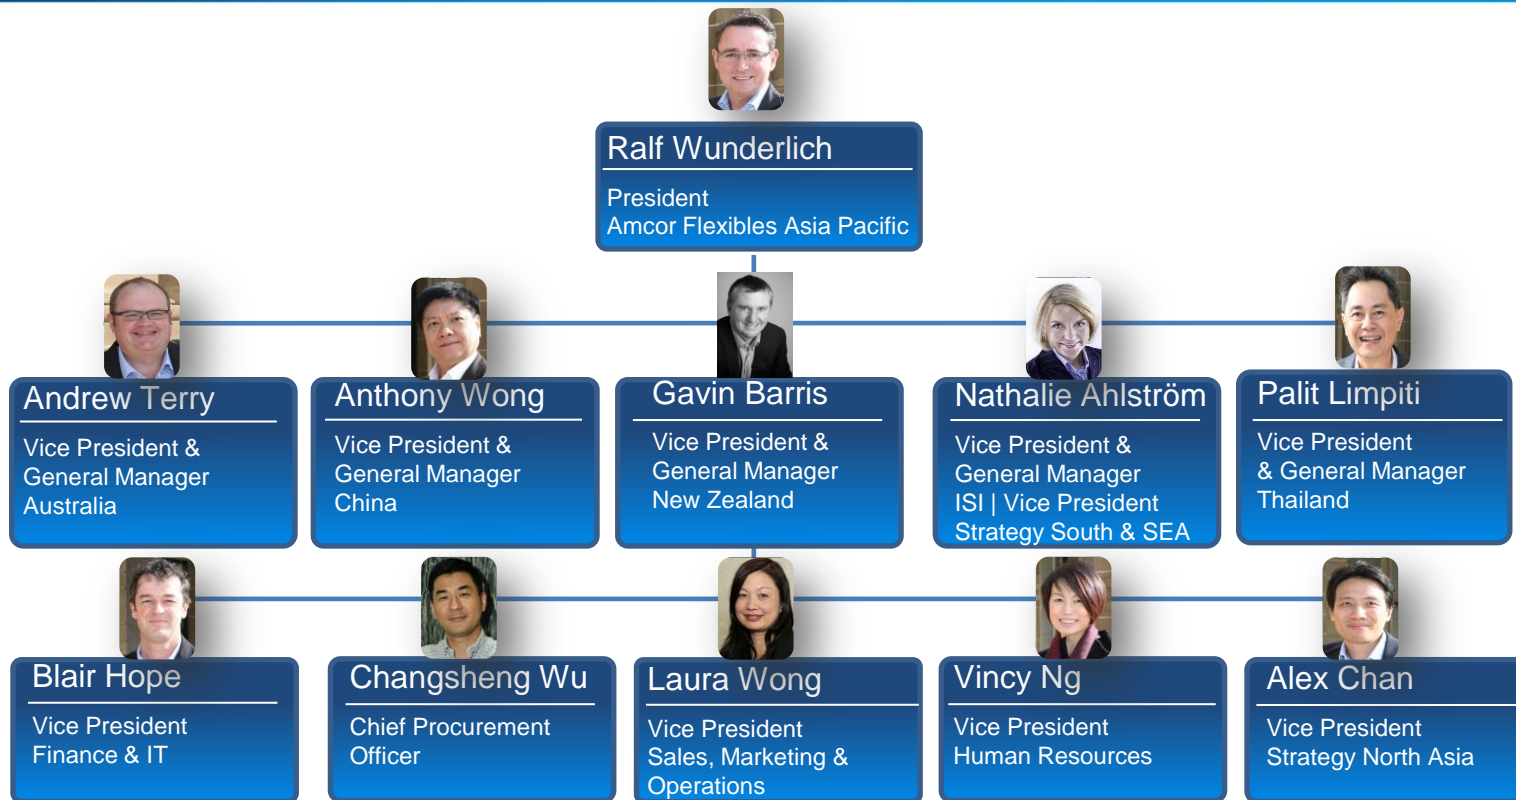 Ralf Wunderlich
President
Amcor Flexibles Asia Pacific
Andrew Terry
Vice President &
General Manager
Australia
Anthony Wong
Vice President &
General Manager
China
Gavin Barris
Vice President &
General Manager
New Zealand
Nathalie Ahlström
Vice President &
General Manager
ISI | Vice President
Strategy South & SEA
Palit Limpiti
Vice President
& General Manager
Thailand
Blair Hope
Vice President
Finance & IT
Changsheng Wu
Chief Procurement
Officer
Laura Wong
Vice President
Sales, Marketing &
Operations
Vincy Ng
Vice President
Human Resources
Alex Chan
Vice President
Strategy North Asia